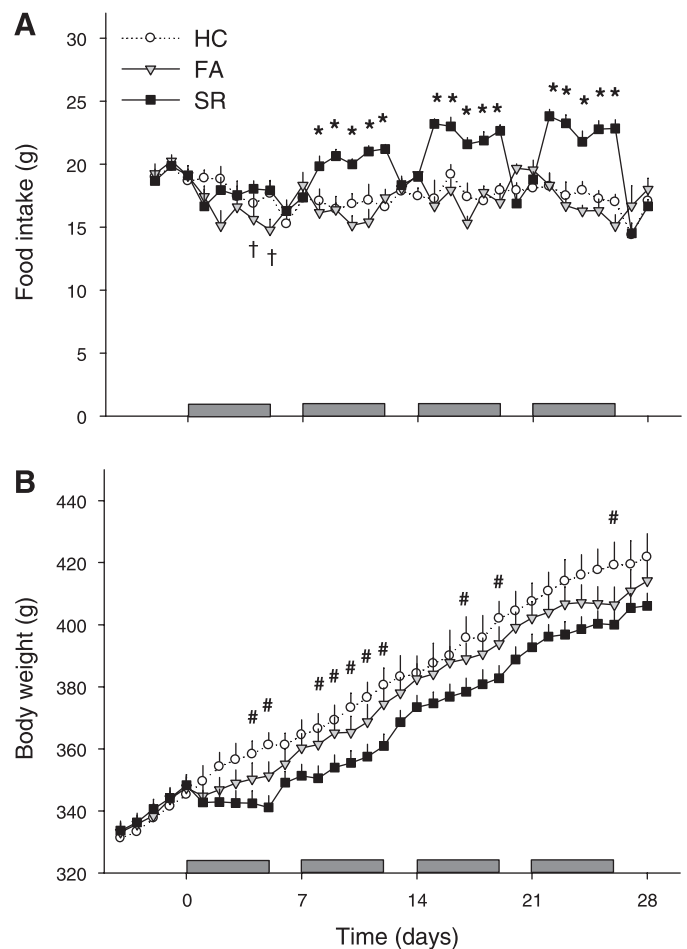 A
30
25
20
15
10
5
0
Food intake (g)
HC
FA
SR
* * * * *
* * * * *
* * * * *
† †
B
440
420
400
380
360
340
320
Body weight (g)
# # # # # # # # # #
0 7 14 21 28
Time (days)